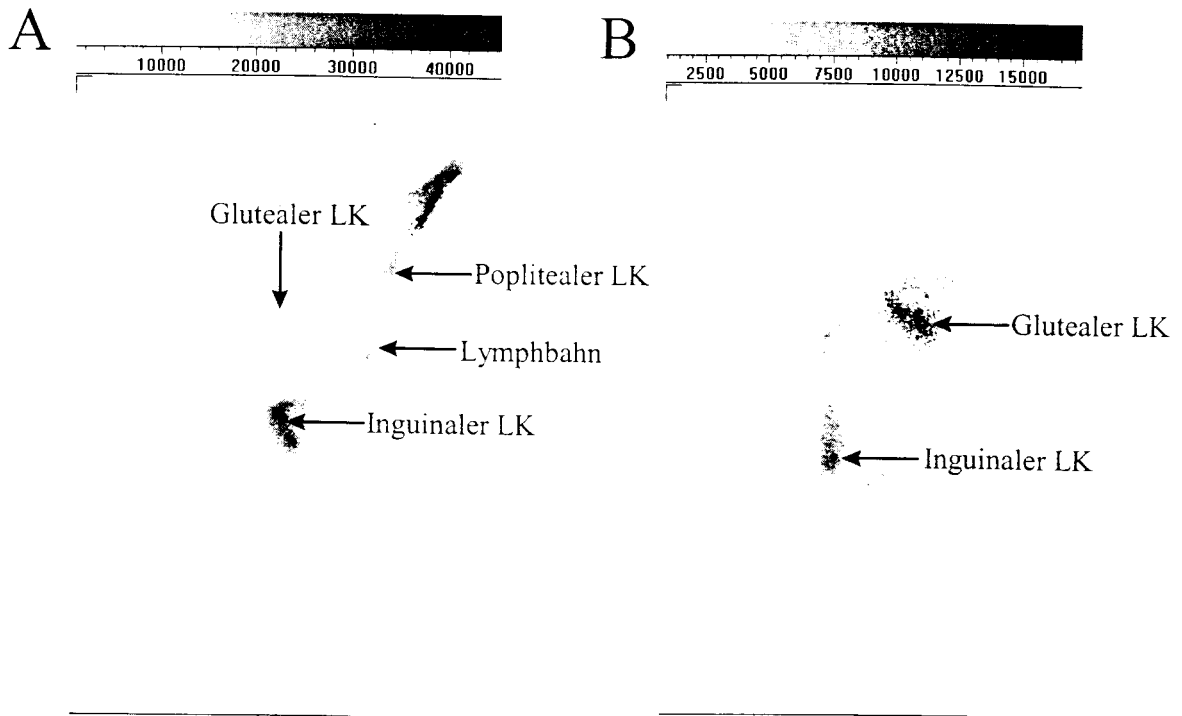 A
10000 20000 30000 40000
Glutealer LK
Poplitealer LK
Lymphbahn
Inguinaler LK
B
2500 5000 7500 10000 12500 15000
Glutealer LK
Inguinaler LK